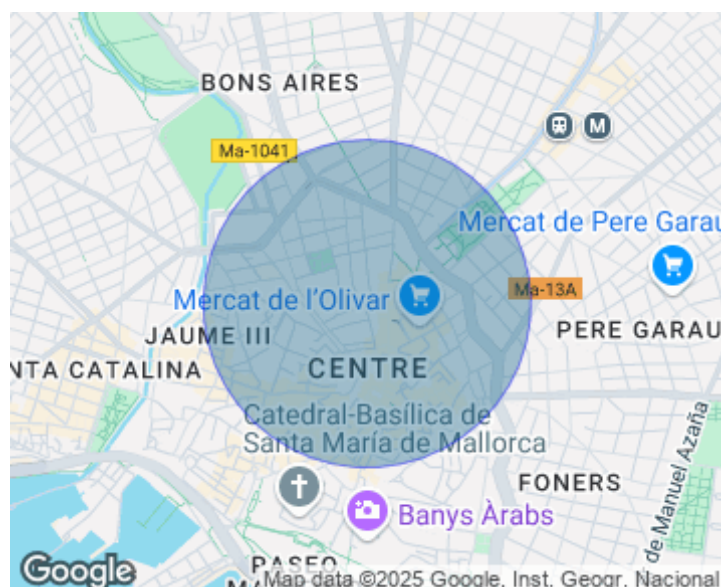 BONS AIRES
Ma-1041
M
Mercat de Pere Garau
Ma-13A
Mercat de l'Olivar
JAUME III
PERE GARAU
NTA CATALINA
CENTRE
Catedral-Basílica de
Santa María de Mallorca
de Manuel Azaña
FONERS
Banys Àrabs
PASEO
Google
Map data ©2025 Google, Inst. Geogr. Nacional